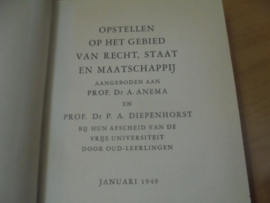 OPSTELLEN
OP HET GEBIED
VAN RECHT, STAAT
EN MAATSCHAPPIJ
AANGEBODEN AAN
PROF. DR A. ANEMA
EN
PROF. DR P. A. DIEPENHORST
BIJ HUN AFSCHEID VAN DE
VRIJE UNIVERSITEIT
DOOR OUD-LEERLINGEN
JANUARI 1949